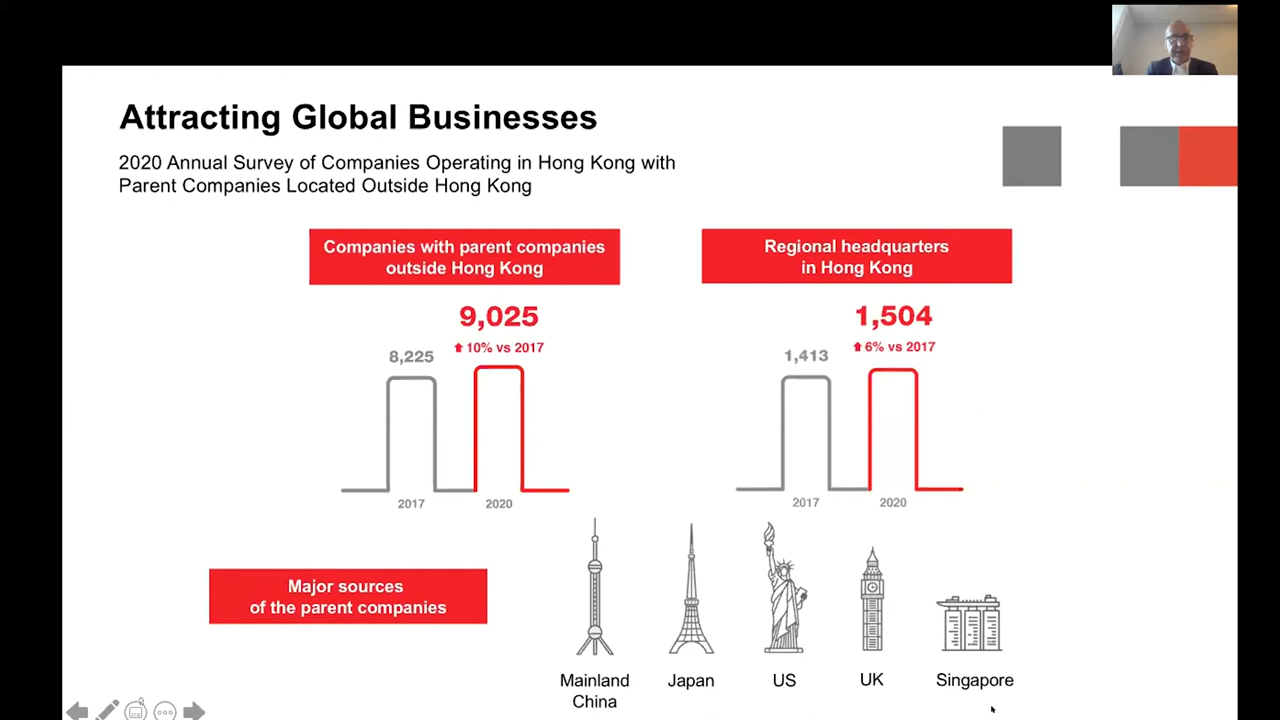 Attracting Global Businesses
2020 Annual Survey of Companies Operating in Hong Kong with
Parent Companies Located Outside Hong Kong
Companies with parent companies
outside Hong Kong
9,025
10% vs 2017
8,225
2017
2020
Regional headquarters
in Hong Kong
1,504
6% vs 2017
1,413
2017
2020
Major sources
of the parent companies
Mainland
China
Japan
US
UK
Singapore